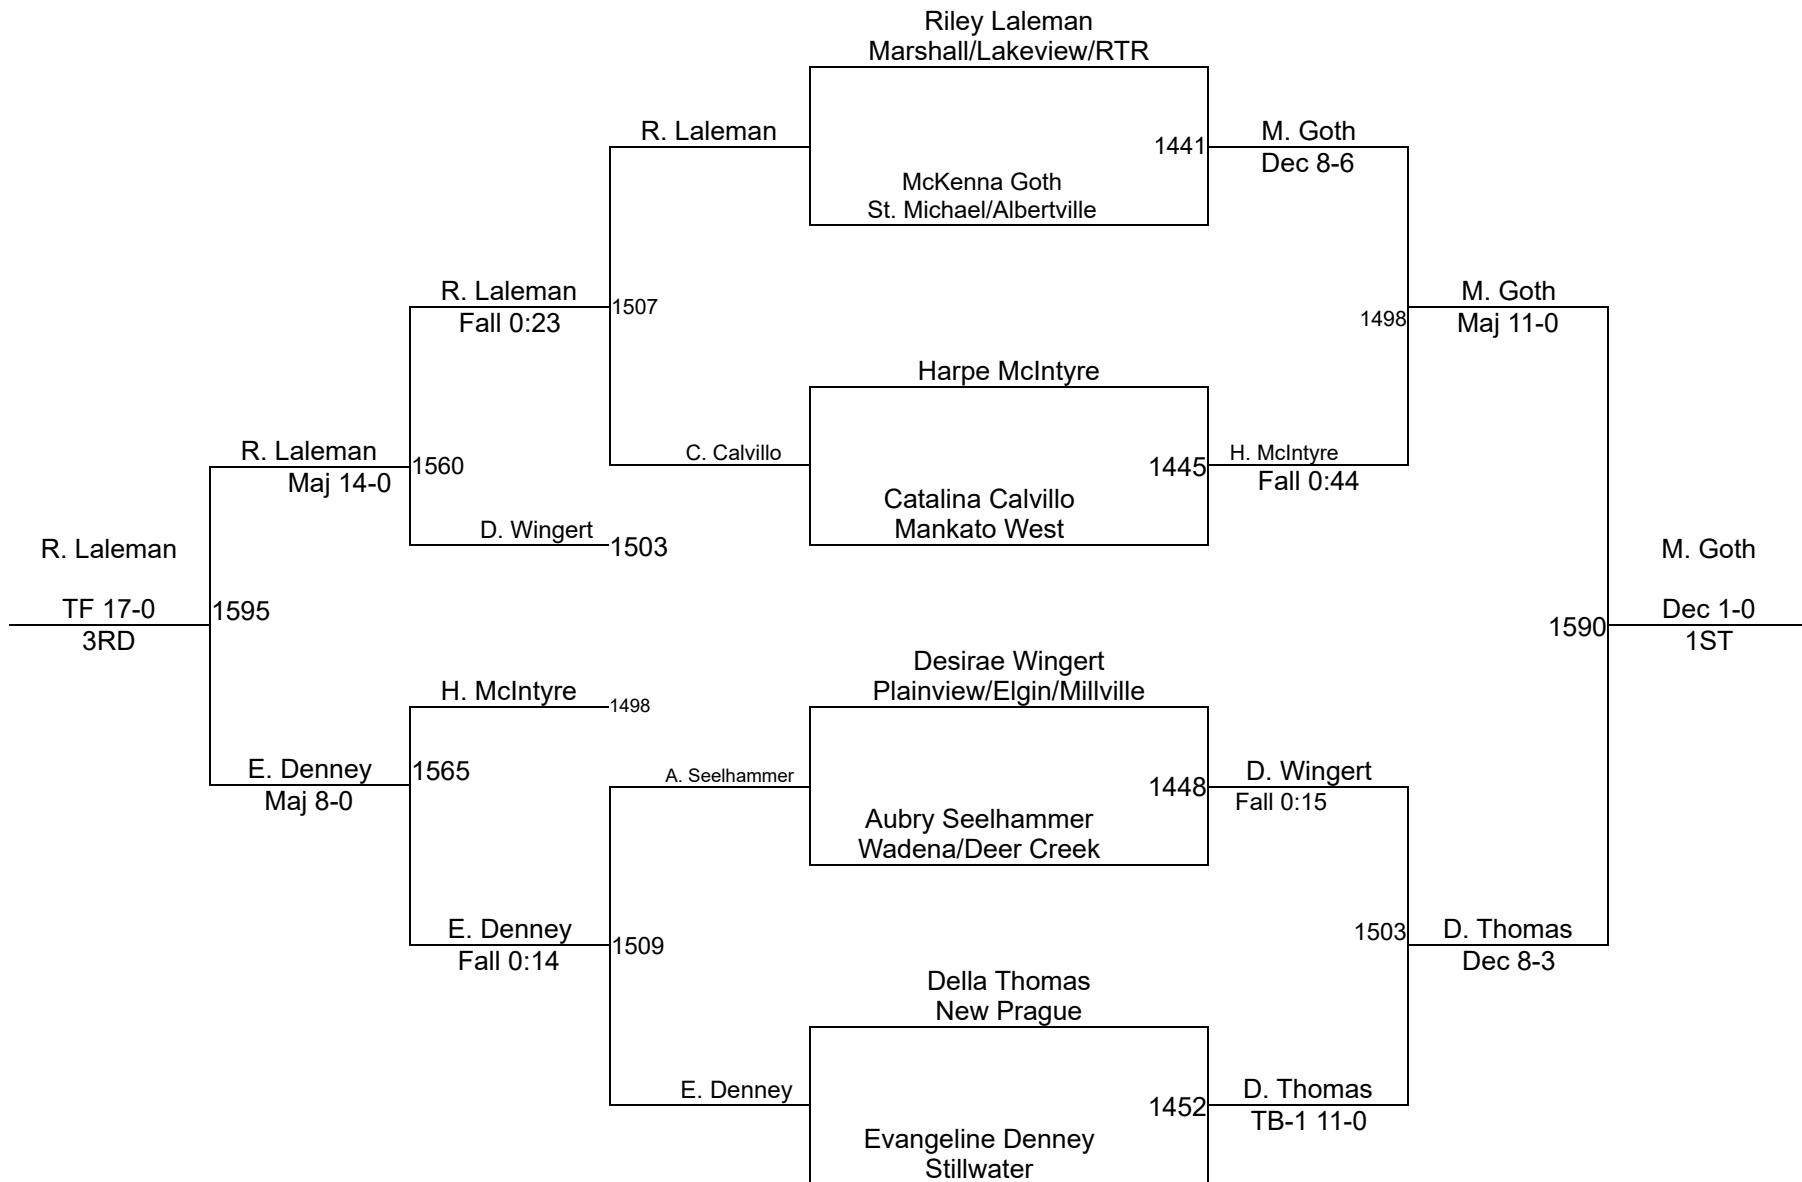 Riley Laleman
Marshall/Lakeview/RTR
R. Laleman
1441
M. Goth
Dec 8-6
McKenna Goth
St. Michael/Albertville
R. Laleman
Fall 0:23
1507
1498
M. Goth
Maj 11-0
Harpe McIntyre
R. Laleman
Maj 14-0
1560
C. Calvillo
1445
H. McIntyre
Fall 0:44
Catalina Calvillo
Mankato West
D. Wingert
1503
R. Laleman
TF 17-0
3RD
1595
M. Goth
1590
Dec 1-0
1ST
Desirae Wingert
Plainview/Elgin/Millville
H. McIntyre
1498
E. Denney
Maj 8-0
1565
A. Seelhammer
1448
D. Wingert
Fall 0:15
Aubry Seelhammer
Wadena/Deer Creek
E. Denney
Fall 0:14
1509
1503
D. Thomas
Dec 8-3
Della Thomas
New Prague
E. Denney
1452
D. Thomas
TB-1 11-0
Evangeline Denney
Stillwater